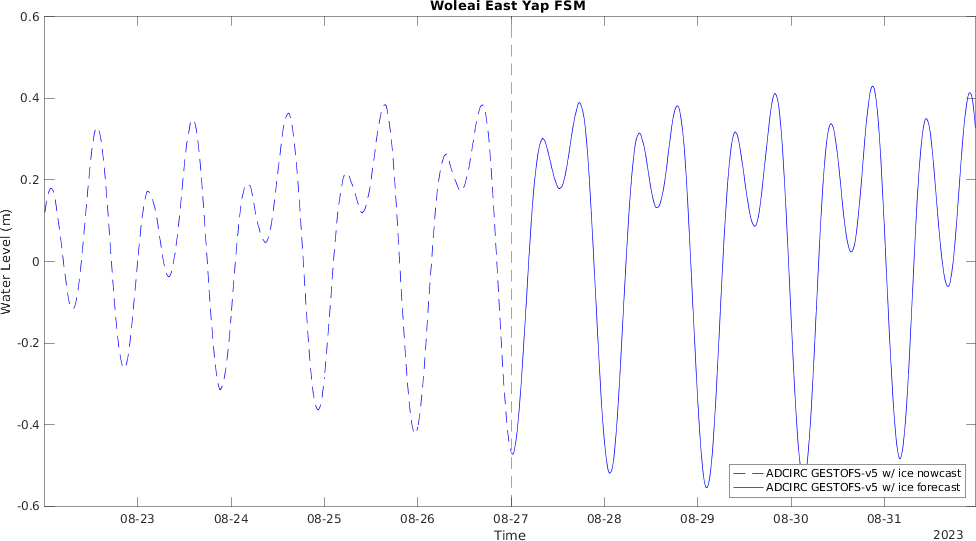 Woleai East Yap FSM
Water Level (m)
0.6
0.4
0.2
0
-0.2
-0.4
-0.6
ADCIRC GESTOFS-v5 w/ ice nowcast
ADCIRC GESTOFS-v5 w/ ice forecast
08-23 08-24 08-25 08-26 08-27 08-28 08-29 08-30 08-31
Time
2023